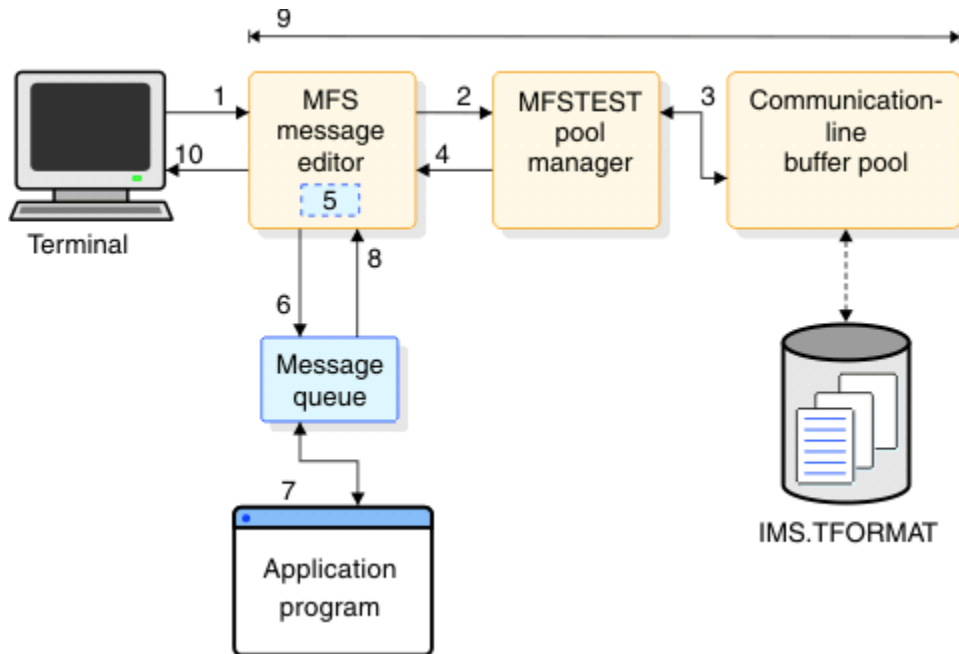 9
1
MFS
message
editor
2
MFSTEST
pool
manager
3
Communication-
line
buffer pool
10
4
5
Terminal
6
8
Message
queue
7
Application
program
IMS.TFORMAT